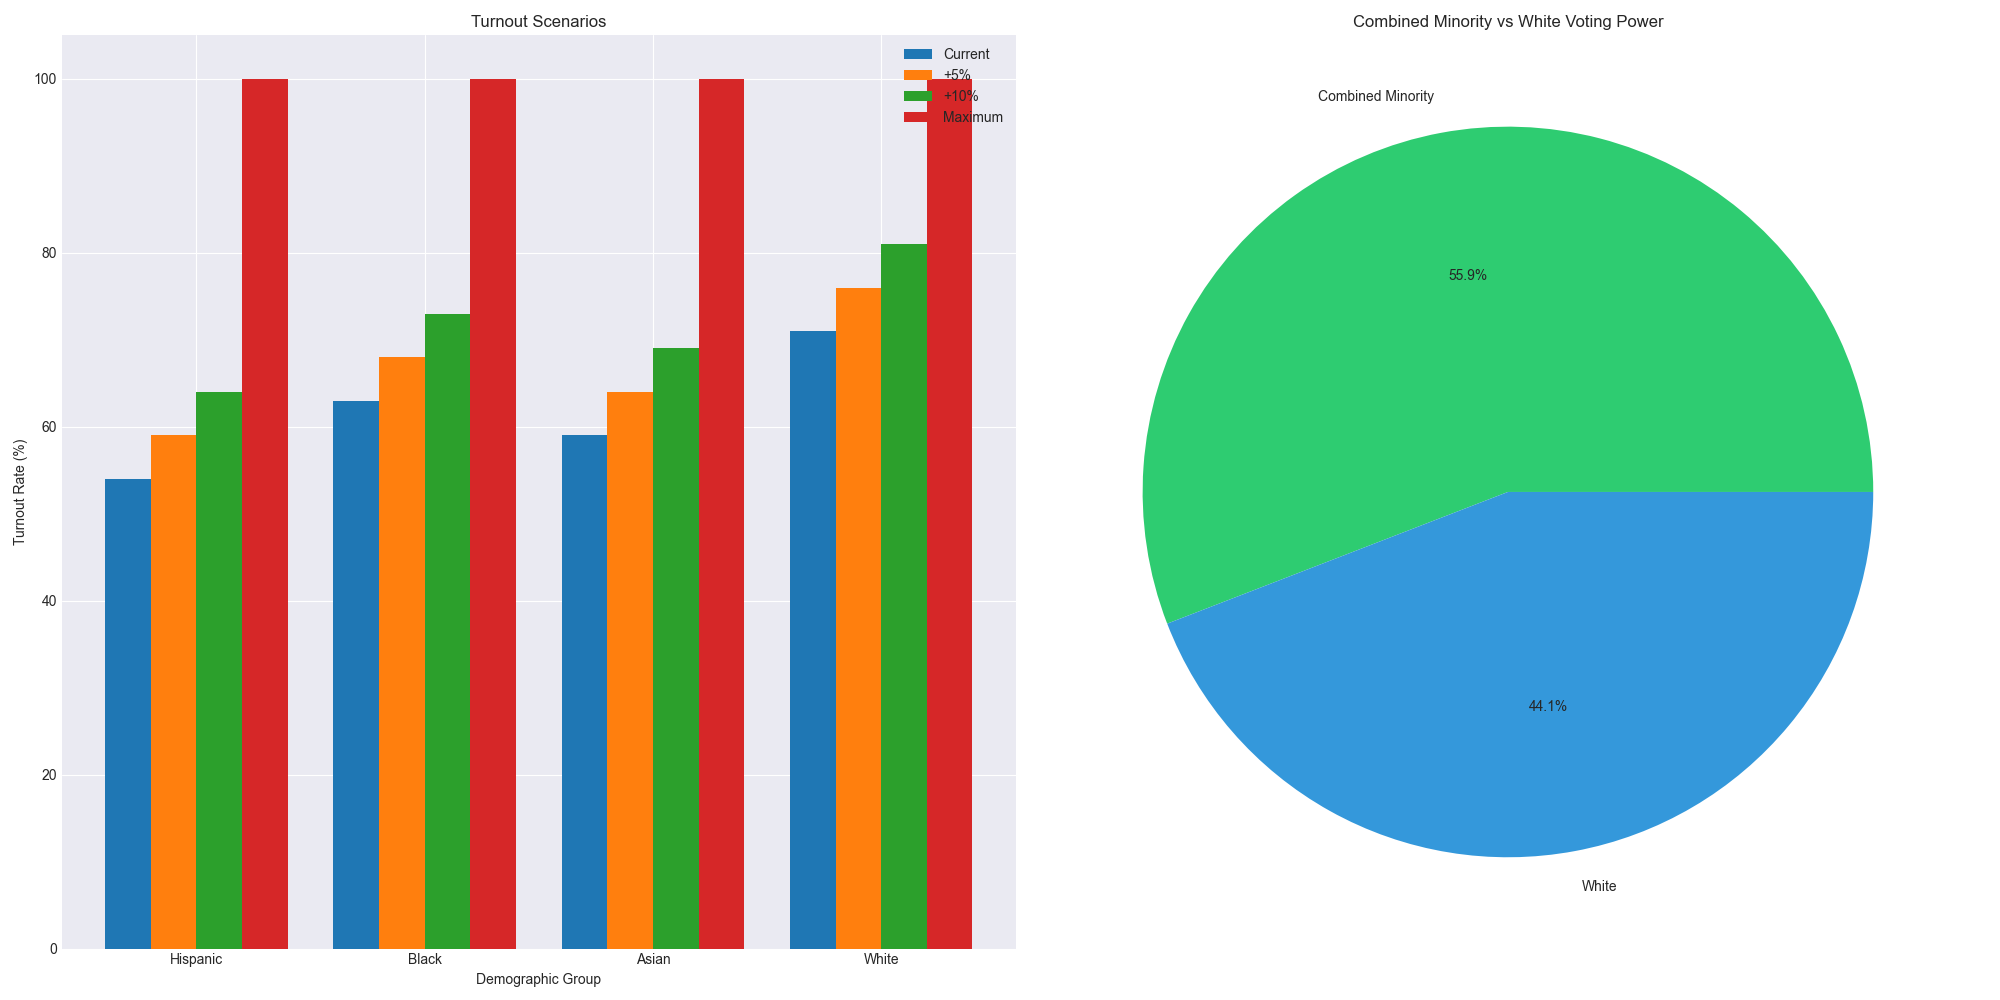 Turnout Scenarios
Current
+5%
+10%
Maximum
100
80
60
40
20
0
Turnout Rate (%)
Hispanic
Black
Asian
White
Demographic Group
Combined Minority vs White Voting Power
Combined Minority
55.9%
44.1%
White